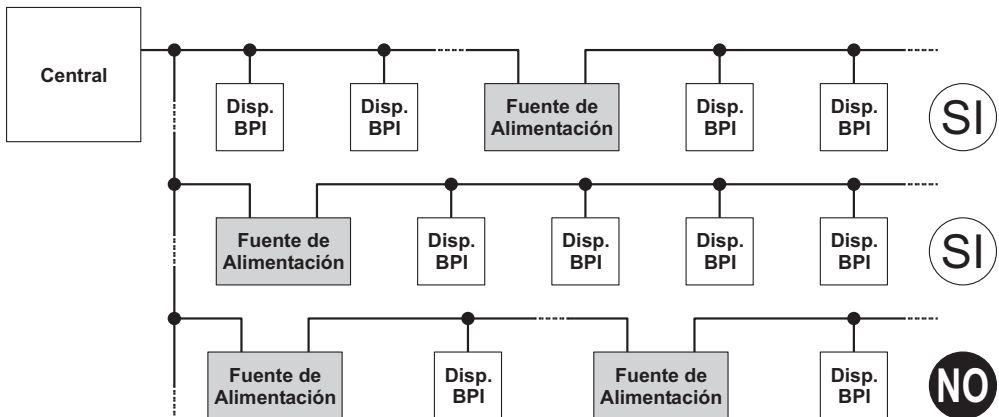 Central
Disp.
BPI
Disp.
BPI
Fuente de
Alimentación
Disp.
BPI
Disp.
BPI
SI
Fuente de
Alimentación
Disp.
BPI
Disp.
BPI
Disp.
BPI
Disp.
BPI
SI
Fuente de
Alimentación
Disp.
BPI
Fuente de
Alimentación
Disp.
BPI
NO